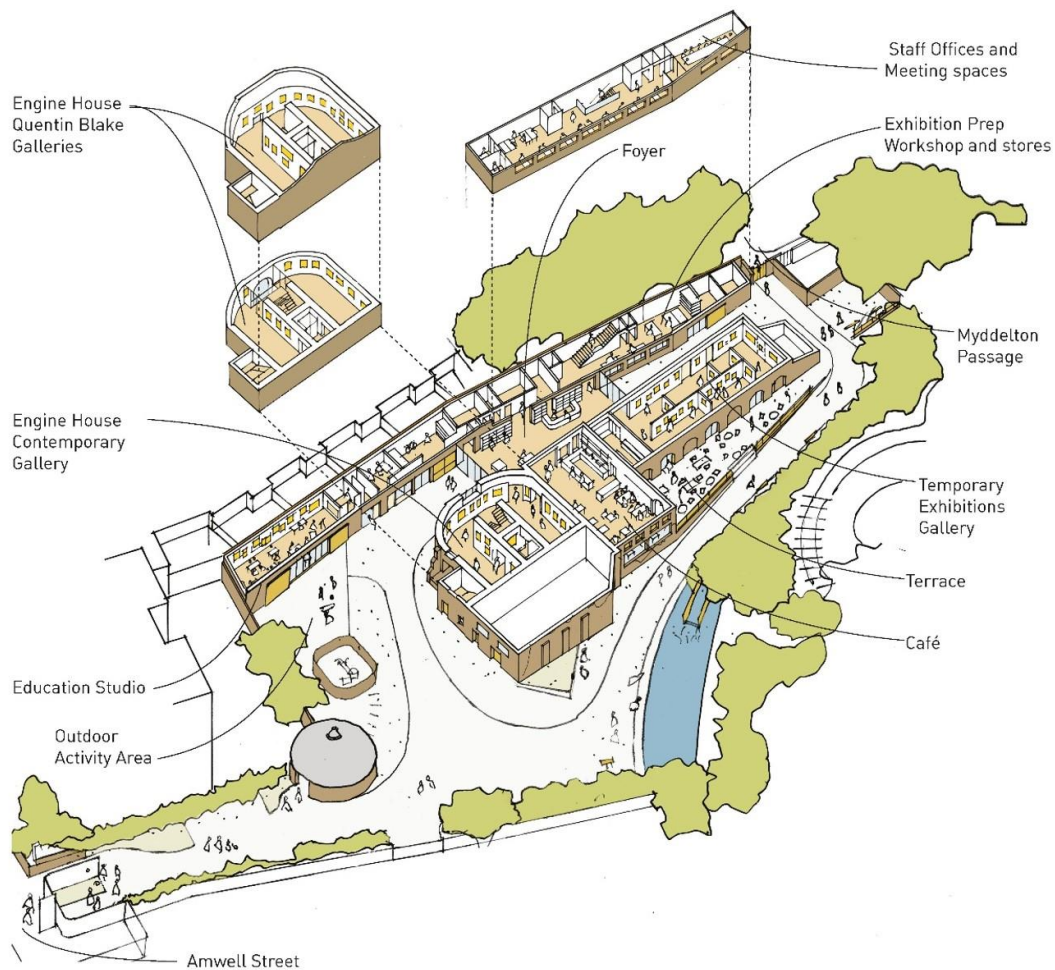 Staff Offices and
Meeting spaces
Engine House
Quentin Blake
Galleries
Exhibition Prep
Workshop and stores
Foyer
Myddelton
Passage
Engine House
Contemporary
Gallery
Temporary
Exhibitions
Gallery
Terrace
Café
Education Studio
Outdoor
Activity Area
Amwell Street